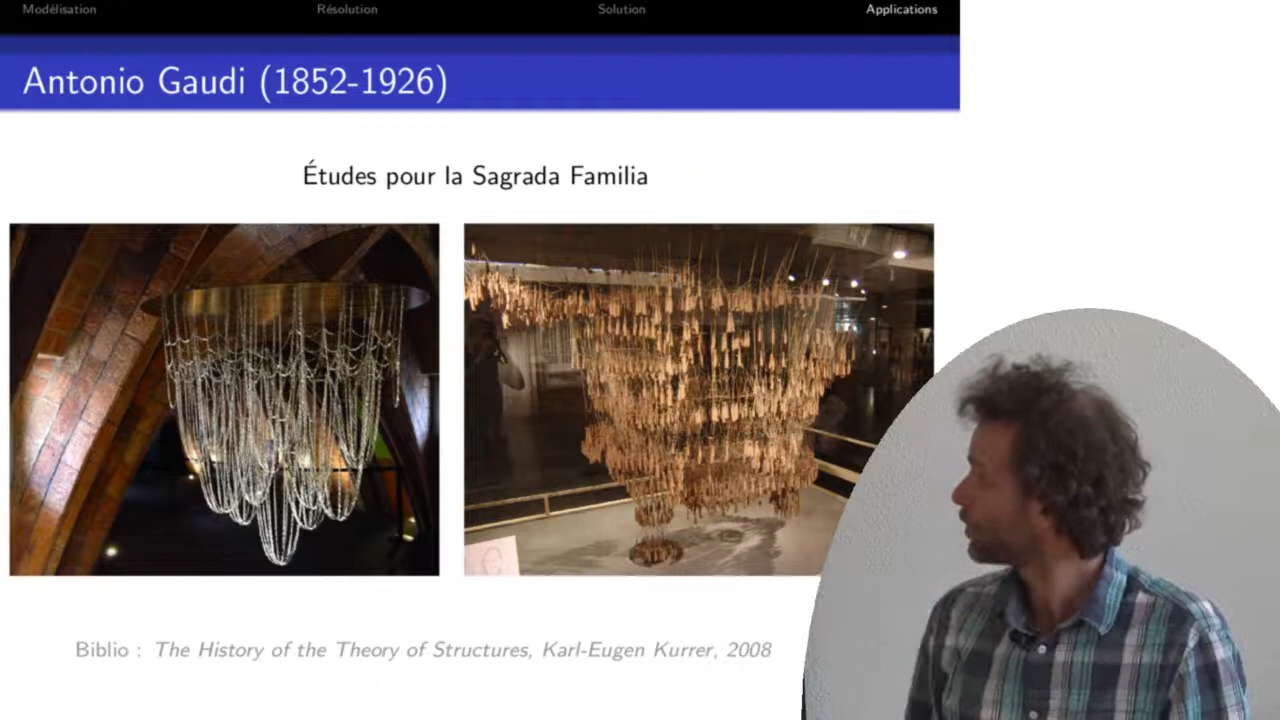 Modélisation
Résolution
Solution
Applications
Antonio Gaudi (1852-1926)
Études pour la Sagrada Familia
Biblio : The History of the Theory of Structures, Karl-Eugen Kurrer, 2008